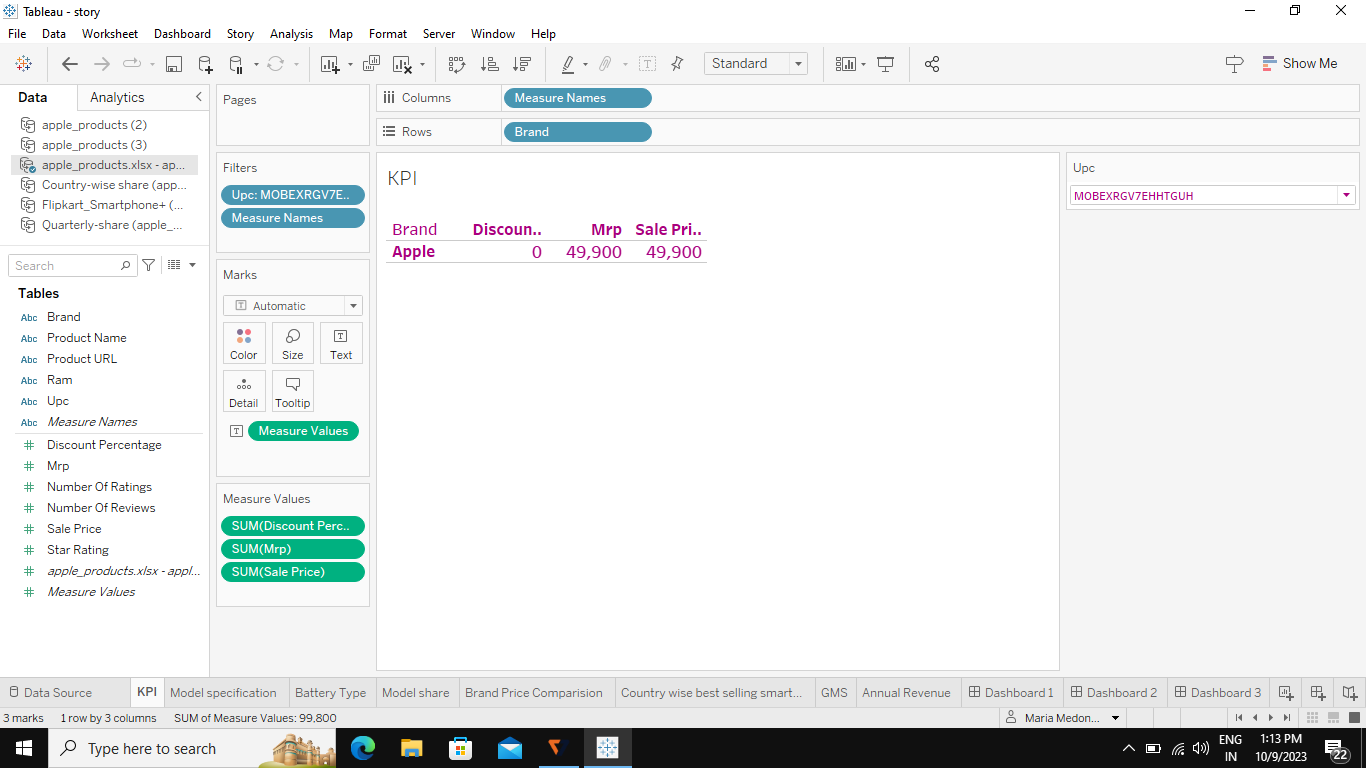 Tableau - story
File Data Worksheet Dashboard Story Analysis Map Format Server Window Help
Standard
Show Me
Data Analytics
apple_products (2)
apple_products (3)
apple_products.xlsx - ap...
Country-wise share (app...
Flipkart_Smartphone+ (...
Quarterly-share (apple_...
Search
Tables
Abc Brand
Abc Product Name
Abc Product URL
Abc Ram
Abc Upc
Abc Measure Names
# Discount Percentage
# Mrp
# Number Of Ratings
# Number Of Reviews
# Sale Price
# Star Rating
# apple_products.xlsx - appl...
# Measure Values
Pages
Filters
Upc: MOBEXRGV7E..
Measure Names
Marks
T Automatic
Color Size Text
Detail Tooltip
T Measure Values
Measure Values
SUM(Discount Perc..
SUM(Mrp)
SUM(Sale Price)
Columns Measure Names
Rows Brand
KPI
Brand Discoun.. Mrp Sale Pri..
Apple 0 49,900 49,900
Upc
MOBEXRGV7EHHTGUH
Data Source KPI Model specification Battery Type Model share Brand Price Comparision Country wise best selling smart... GMS Annual Revenue Dashboard 1 Dashboard 2 Dashboard 3
3 marks 1 row by 3 columns SUM of Measure Values: 99,800 Maria Medon...
Type here to search
ENG
IN
1:13 PM
10/9/2023
22